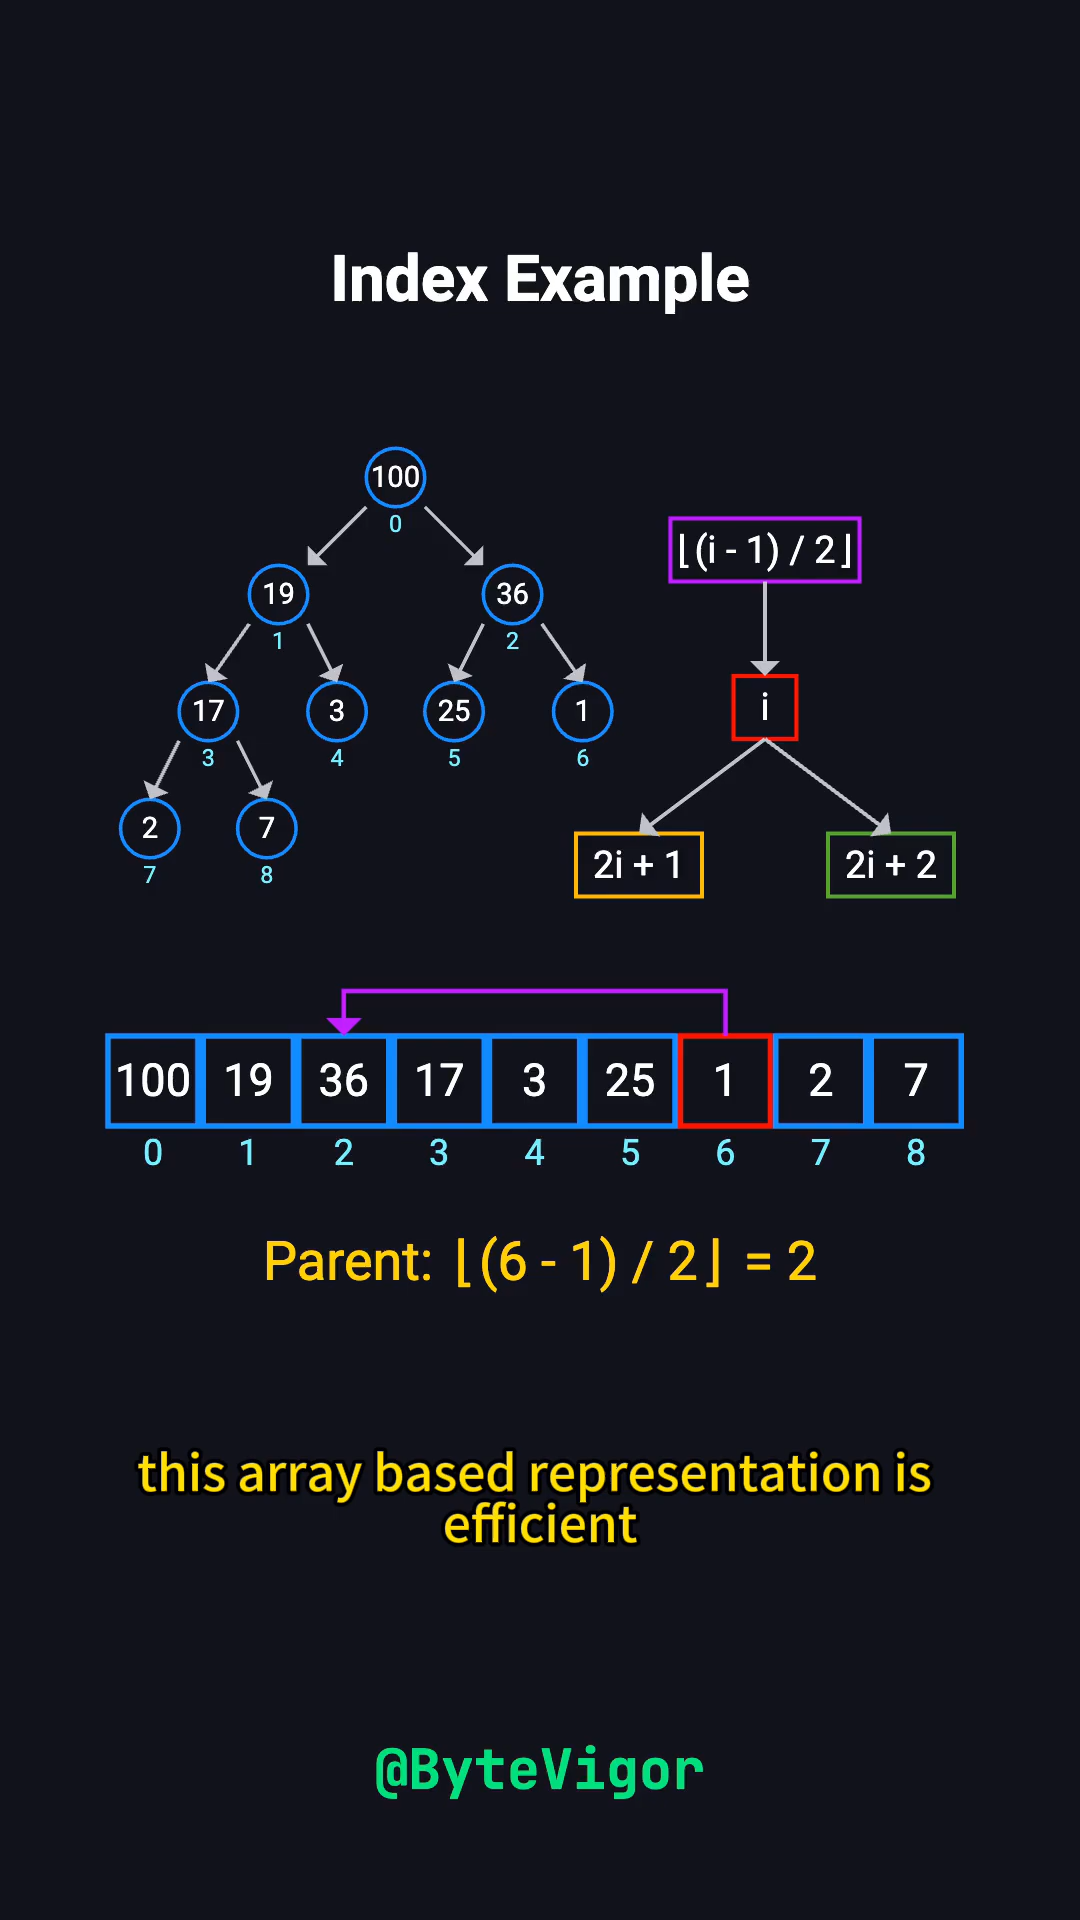 Index Example
100
0
19
36
1
2
17
3
25
1
3
4
5
6
2
7
7
8
⌊(i - 1) / 2⌋
i
2i + 1
2i + 2
100 19 36 17 3 25 1 2 7
0 1 2 3 4 5 6 7 8
Parent: ⌊(6 - 1) / 2⌋ = 2
this array based representation is
efficient
@ByteVigor